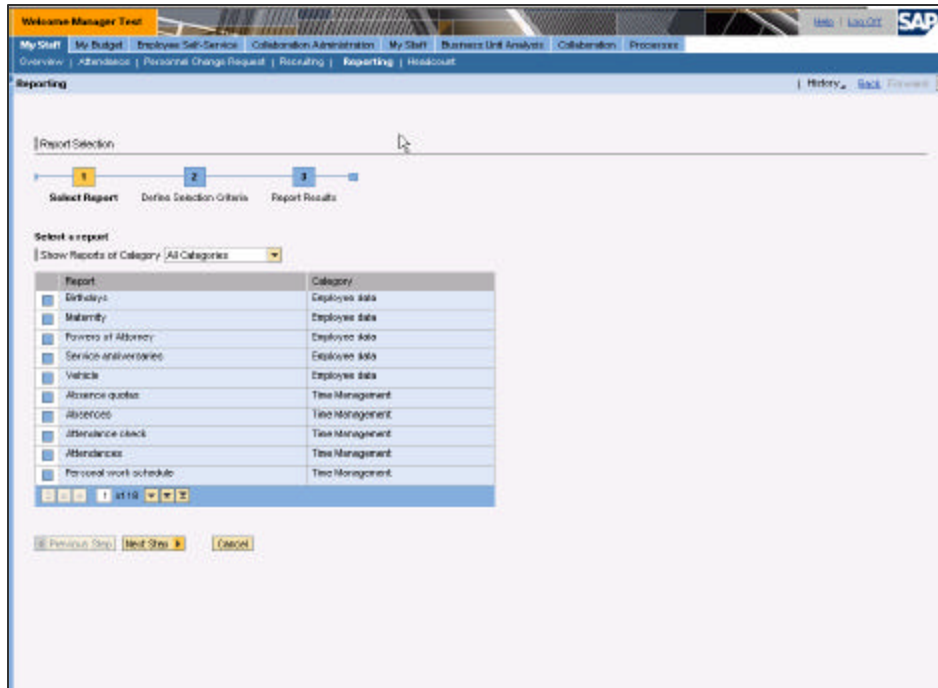 Welcome Manager Test Help | Log Off SAP
My Staff My Budget Employee Self-Service Collaboration Administration My Staff Business Unit Analysis Collaboration Processes
Overview | Attendance | Personnel Change Request | Recruiting | Reporting | Headcount
Reporting | History Back Forward
Report Selection
1 2 3
Select Report Define Selection Criteria Report Results
Select a report
Show Reports of Category All Categories
Report Category
Birthdays Employee data
Maternity Employee data
Powers of Attorney Employee data
Service anniversaries Employee data
Vehicle Employee data
Absence quotas Time Management
Absences Time Management
Attendance check Time Management
Attendances Time Management
Personal work schedule Time Management
1 of 18
Previous Step Next Step Cancel